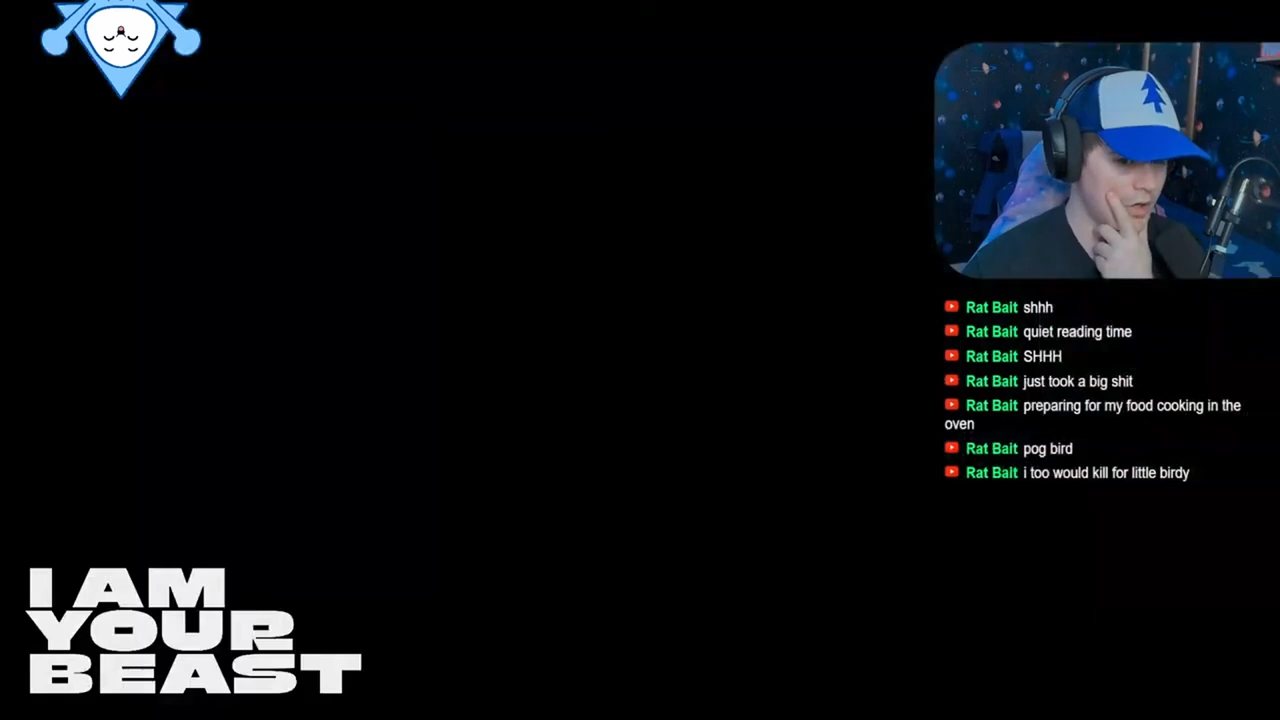 Rat Bait shhh
Rat Bait quiet reading time
Rat Bait SHHH
Rat Bait just took a big shit
Rat Bait preparing for my food cooking in the
oven
Rat Bait pog bird
Rat Bait i too would kill for little birdy
I AM
YOUR
BEAST